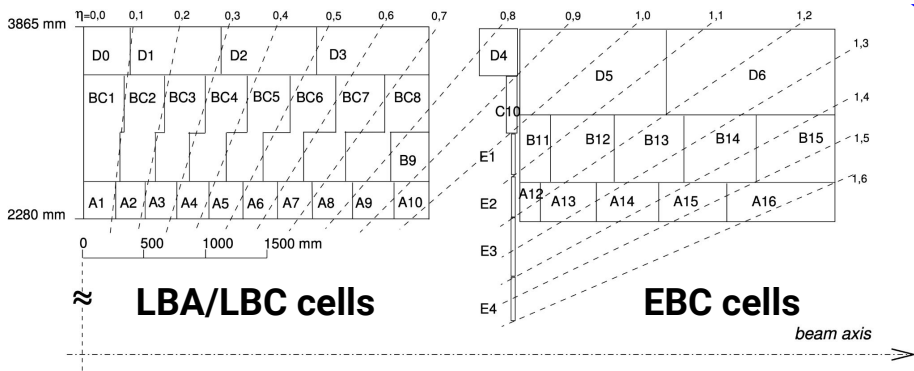 3865 mm η=0,0 0,1 0,2 0,3 0,4 0,5 0,6 0,7 0,8 0,9 1,0 1,1 1,2
1,3
D0 D1 D2 D3 D4
D5 D6
1,4
BC1 BC2 BC3 BC4 BC5 BC6 BC7 BC8 C10
B11 B12 B13 B14 B15 1,5
B9 E1
1,6
A1 A2 A3 A4 A5 A6 A7 A8 A9 A10 E2 A12 A13 A14 A15 A16
2280 mm
0 500 1000 1500 mm E3
≈ LBA/LBC cells E4 EBC cells
beam axis